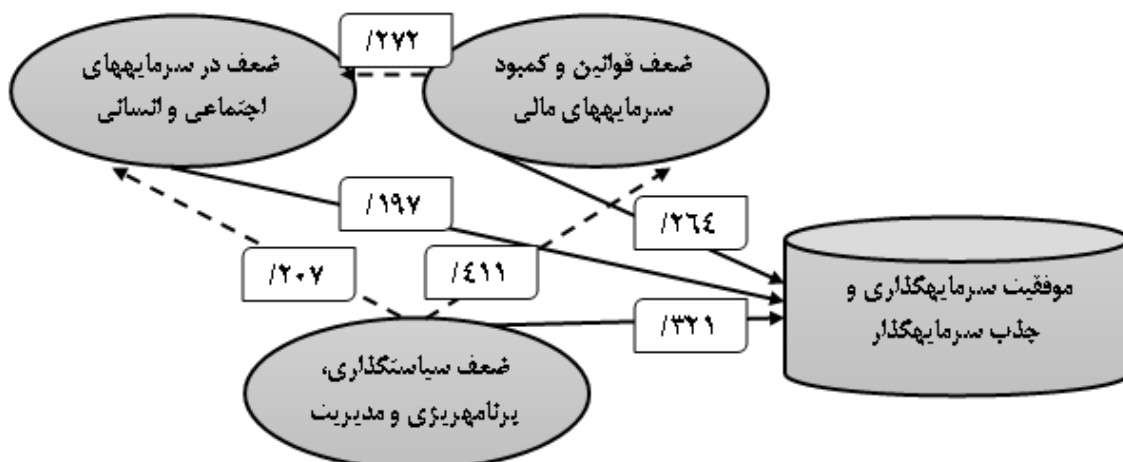 /۲۷۲
ضعف قوانین و کمبود
سرمایههای مالی
ضعف در سرمایههای
اجتماعی و انسانی
/۱۹۷
/۲۶٤
/۲۰۷
/٤۱۱
/۳۲۱
موفقیت سرمایهگذاری و
جذب سرمایهگذار
ضعف سیاستگذاری،
برنامهریزی و مدیریت